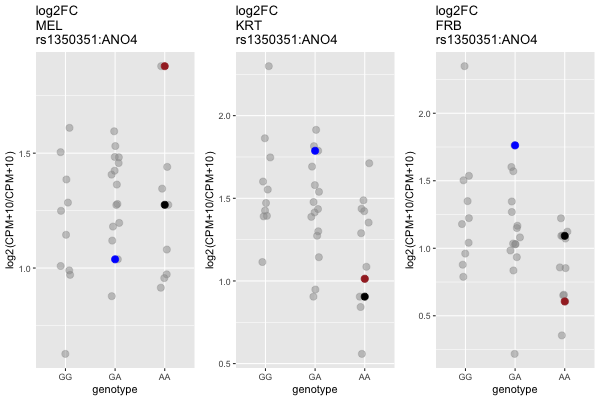 log2FC
MEL
rs1350351:ANO4
log2(CPM+10/CPM+10)
1.5
1.0
GG GA AA
genotype
log2FC
KRT
rs1350351:ANO4
log2(CPM+10/CPM+10)
2.0
1.5
1.0
0.5
GG GA AA
genotype
log2FC
FRB
rs1350351:ANO4
log2(CPM+10/CPM+10)
2.0
1.5
1.0
0.5
GG GA AA
genotype